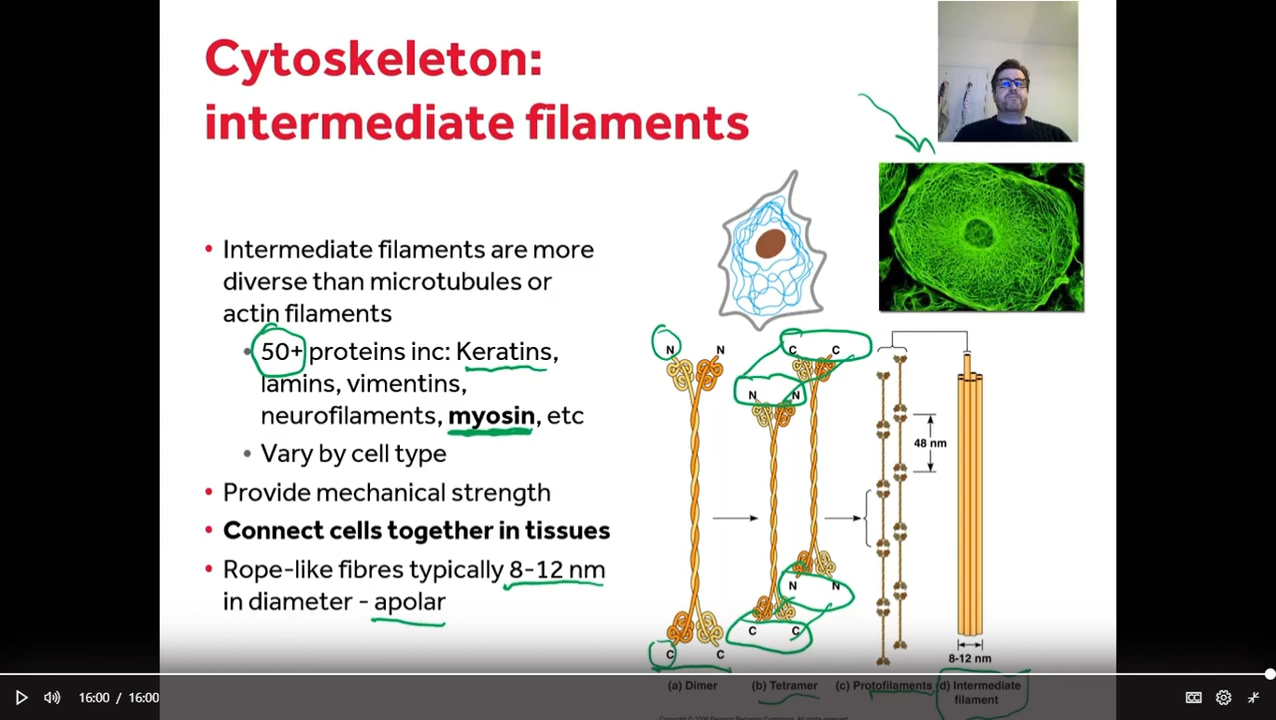 Cytoskeleton:
intermediate filaments
• Intermediate filaments are more
diverse than microtubules or
actin filaments
• 50+ proteins inc: Keratins,
lamins, vimentins,
neurofilaments, myosin, etc
• Vary by cell type
• Provide mechanical strength
• Connect cells together in tissues
• Rope-like fibres typically 8-12 nm
in diameter - apolar
N N
C C
N N
C C
N N
C C
48 nm
8-12 nm
(a) Dimer (b) Tetramer (c) Protofilaments (d) Intermediate
filament
16:00 / 16:00
CC